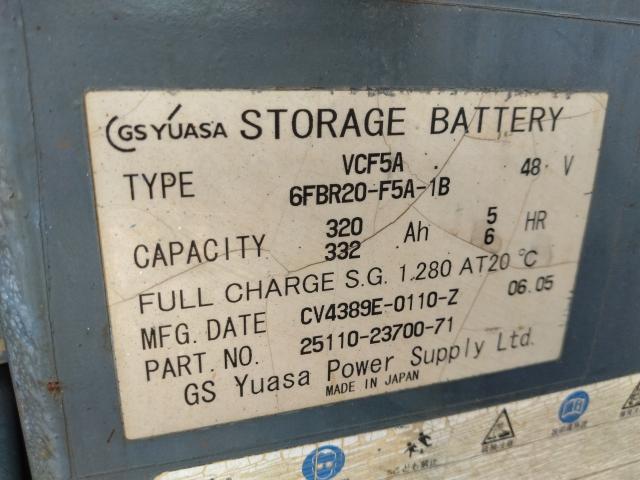 GS YUASA STORAGE BATTERY
TYPE VCF5A 48 V
6FBR20-F5A-1B
CAPACITY 320 Ah 5 HR
332 6
FULL CHARGE S.G. 1.280 AT 20 °C
MFG. DATE CV4389E-0110-Z 06.05
PART NO. 25110-23700-71
GS Yuasa Power Supply Ltd.
MADE IN JAPAN